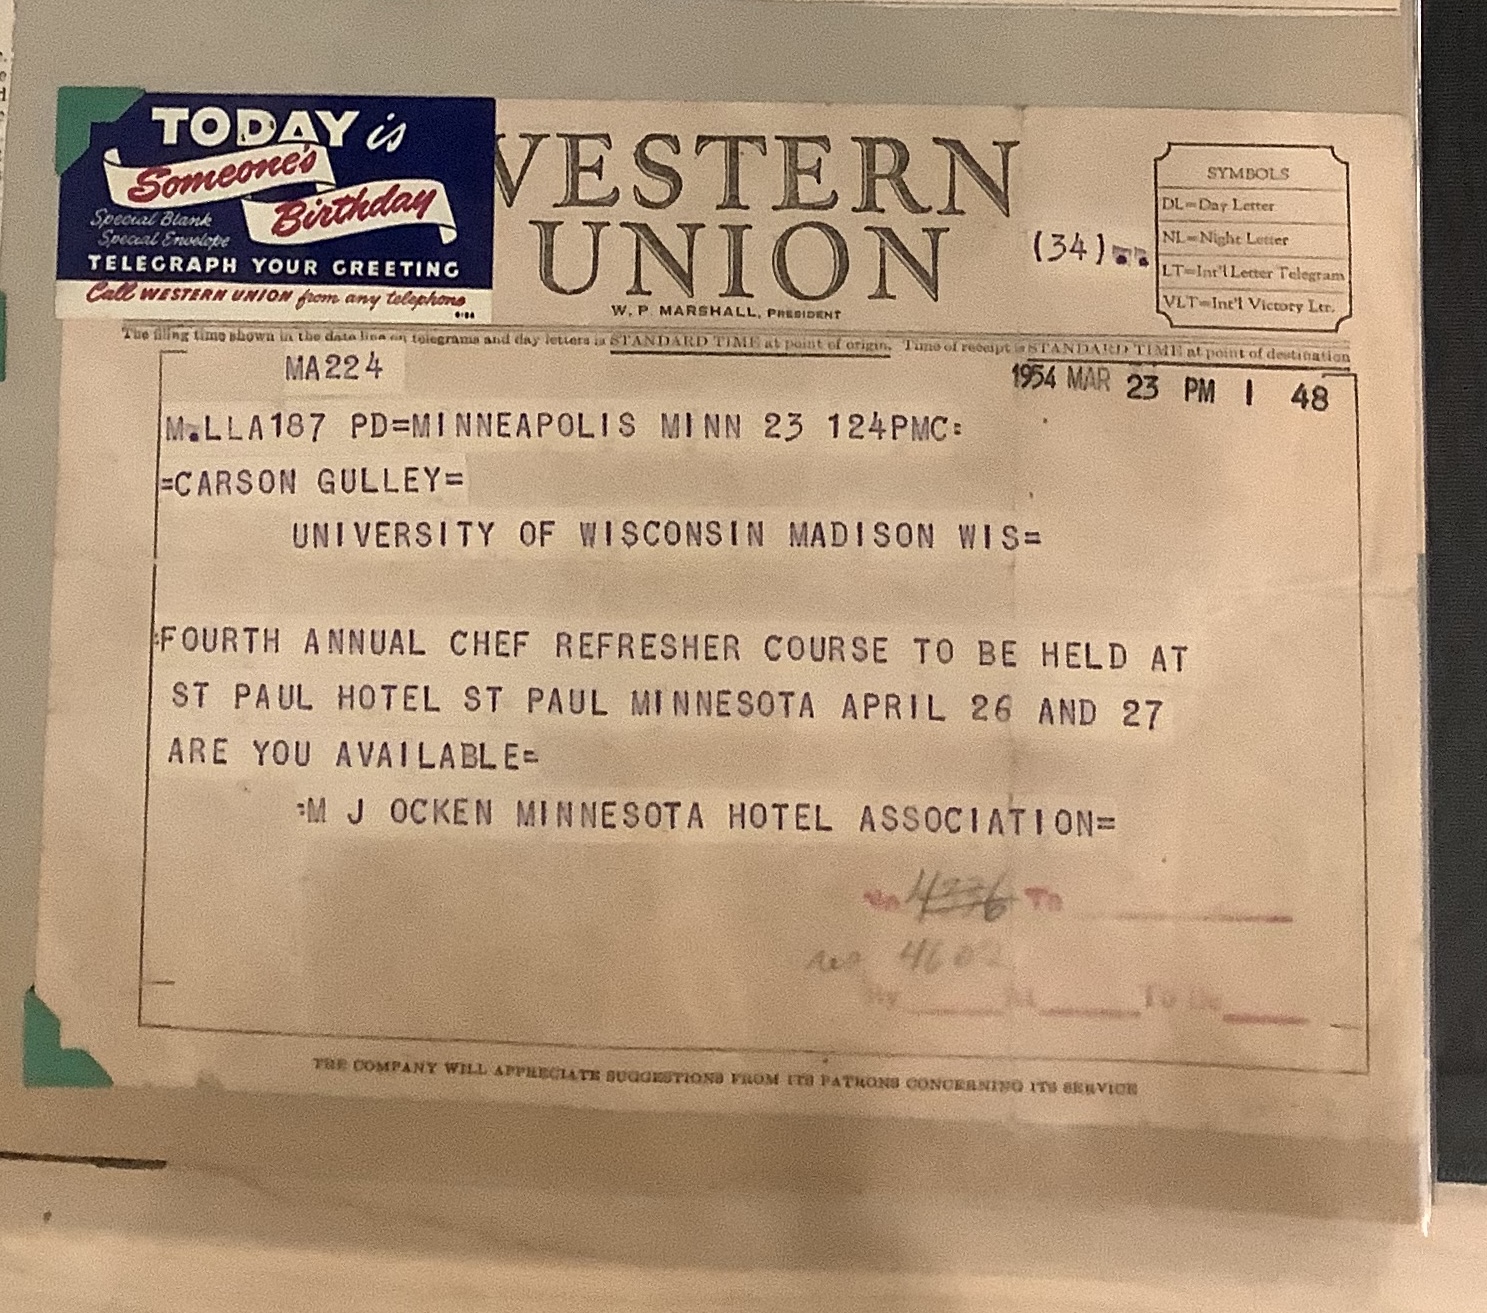 TODAY is
Someone's
Birthday
Special Blank
Special Envelope
TELEGRAPH YOUR GREETING
Call WESTERN UNION from any telephone
WESTERN
UNION
W. P. MARSHALL, PRESIDENT
(34)
SYMBOLS
DL=Day Letter
NL=Night Letter
LT=Int'l Letter Telegram
VLT=Int'l Victory Ltr.
The filing time shown in the date line on telegrams and day letters is STANDARD TIME at point of origin. Time of receipt is STANDARD TIME at point of destination
MA224
1954 MAR 23 PM 1 48
M.LLA187 PD=MINNEAPOLIS MINN 23 124PMC:
=CARSON GULLEY=
UNIVERSITY OF WISCONSIN MADISON WIS=
:FOURTH ANNUAL CHEF REFRESHER COURSE TO BE HELD AT
ST PAUL HOTEL ST PAUL MINNESOTA APRIL 26 AND 27
ARE YOU AVAILABLE=
:M J OCKEN MINNESOTA HOTEL ASSOCIATION=
To
4602
By At To Be
THE COMPANY WILL APPRECIATE SUGGESTIONS FROM ITS PATRONS CONCERNING ITS SERVICE